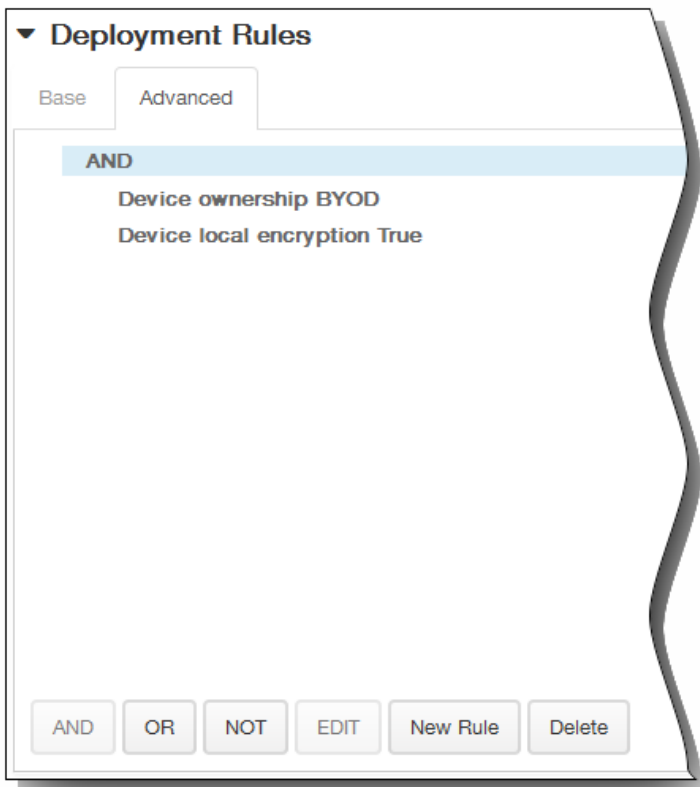 Deployment Rules
Base Advanced
AND
Device ownership BYOD
Device local encryption True
AND OR NOT EDIT New Rule Delete